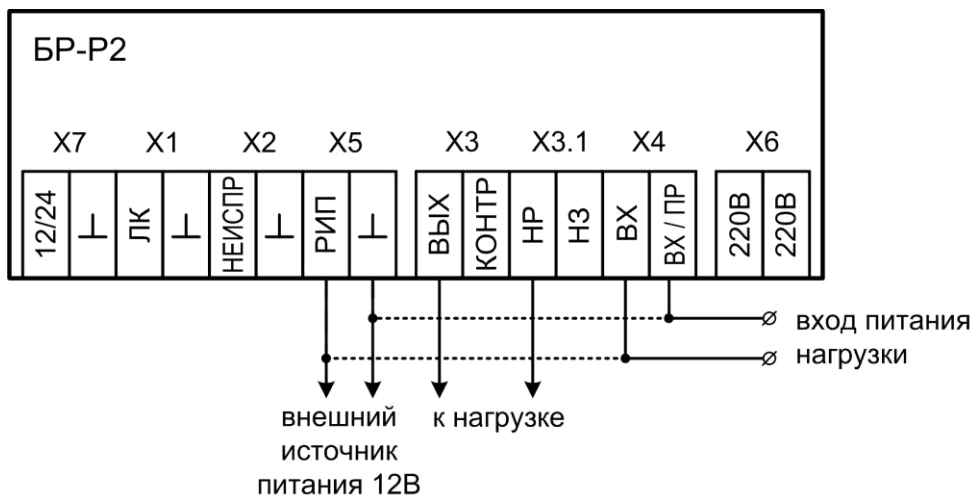 БР-Р2
X7 X1 X2 X5 X3 X3.1 X4 X6
12/24 ⊥ ЛК ⊥ НЕИСПР ⊥ РИП ⊥ ВЫХ КОНТР НР НЗ ВХ ВХ / ПР 220В 220В
вход питания
нагрузки
внешний
источник
питания 12В
к нагрузке